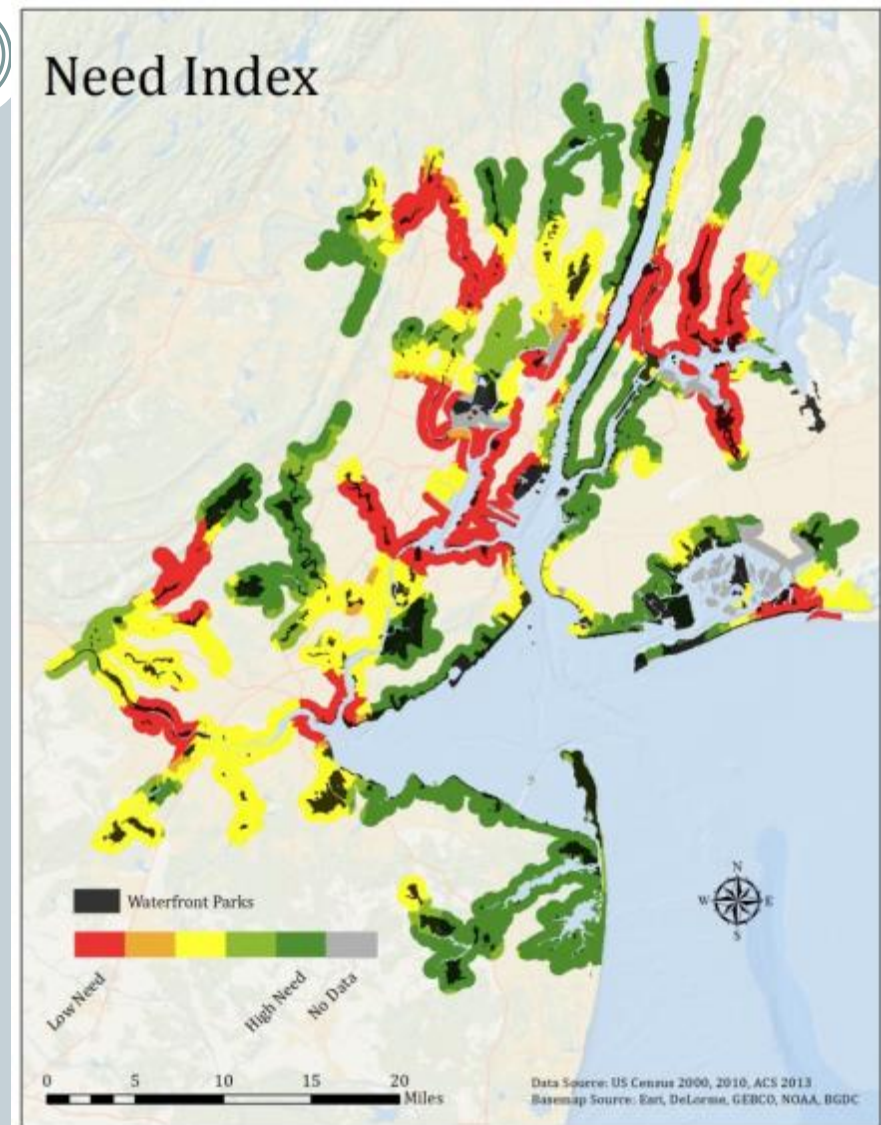 Need Index
N
W E
S
Waterfront Parks
Low Need
High Need
No Data
0 5 10 15 20
Miles
Data Source: US Census 2000, 2010, ACS 2013
Basemap Source: Esri, DeLorme, GEBCO, NOAA, BGDC